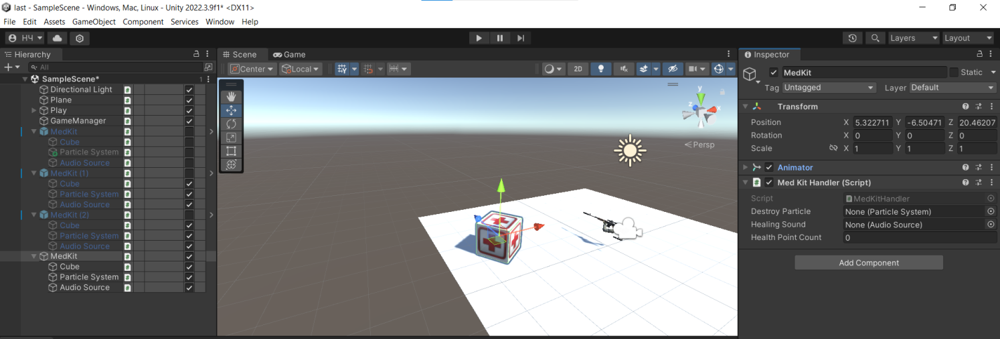 last - SampleScene - Windows, Mac, Linux - Unity 2022.3.9f1* <DX11>
File Edit Assets GameObject Component Services Window Help
НЧ Layers Layout
Hierarchy Scene Game Inspector
All Center Local 2D MedKit Static
SampleScene* 1 Tag Untagged Layer Default
Directional Light
Plane
Play
GameManager
MedKit
Cube
Particle System
Audio Source
MedKit (1)
Cube
Particle System
Audio Source
MedKit (2)
Cube
Particle System
Audio Source
MedKit
Cube
Particle System
Audio Source
y
z x
Persp
Transform
Position X 5.322711 Y -6.50471 Z 20.46207
Rotation X 0 Y 0 Z 0
Scale X 1 Y 1 Z 1
Animator
Med Kit Handler (Script)
Script MedKitHandler
Destroy Particle None (Particle System)
Healing Sound None (Audio Source)
Health Point Count 0
Add Component